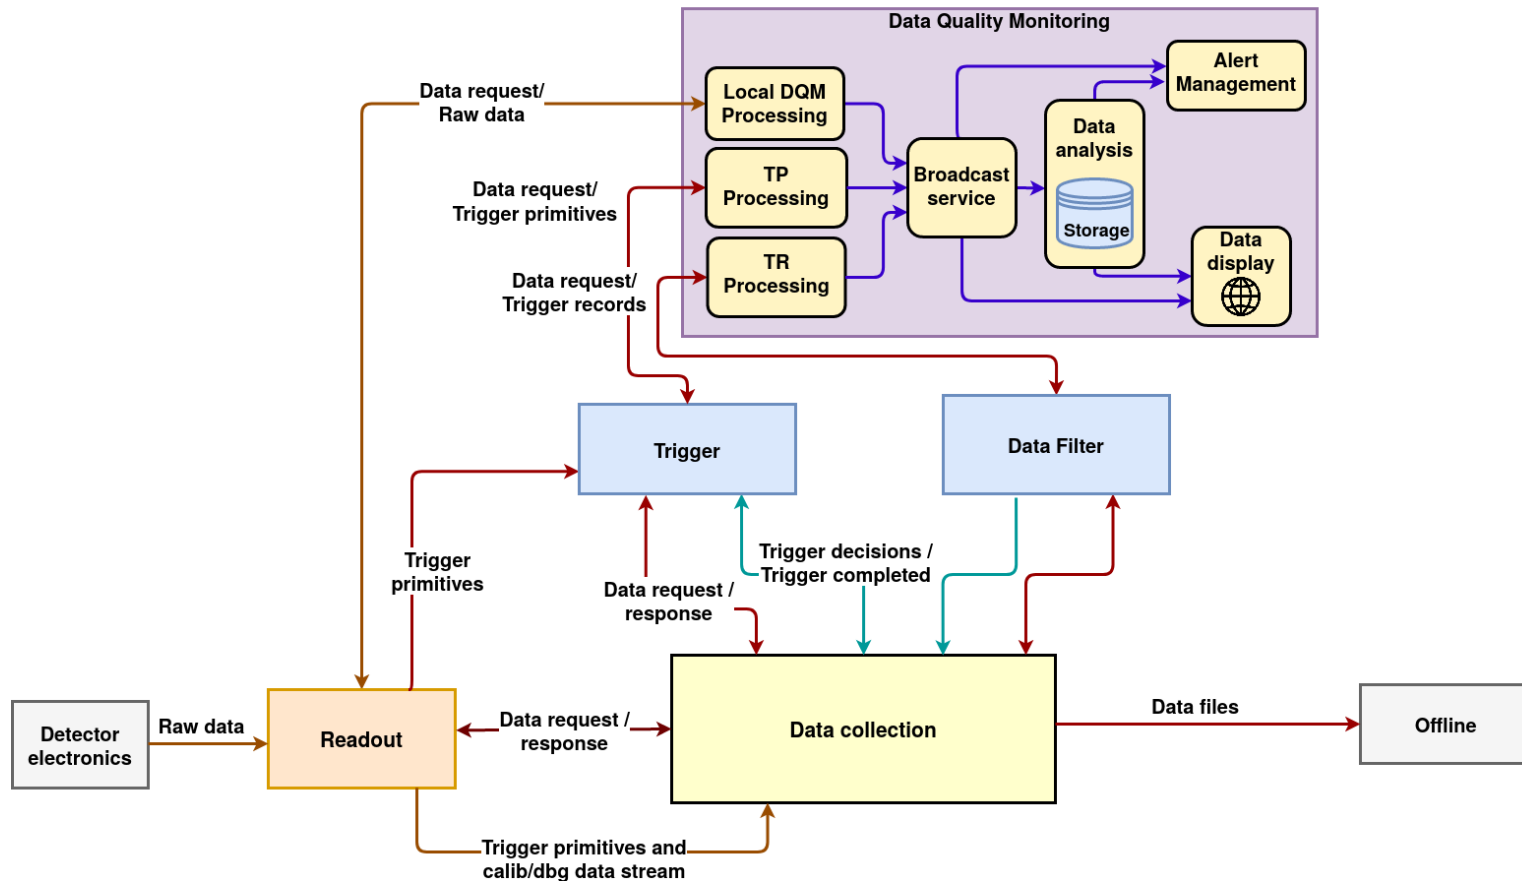 Data Quality Monitoring
Alert
Management
Data request/
Raw data
Local DQM
Processing
Data
analysis
Storage
TP
Processing
Broadcast
service
Data request/
Trigger primitives
TR
Processing
Data
display
Data request/
Trigger records
Trigger
Data Filter
Trigger
primitives
Trigger decisions /
Trigger completed
Data request /
response
Detector
electronics
Raw data
Readout
Data request /
response
Data collection
Data files
Offline
Trigger primitives and
calib/dbg data stream